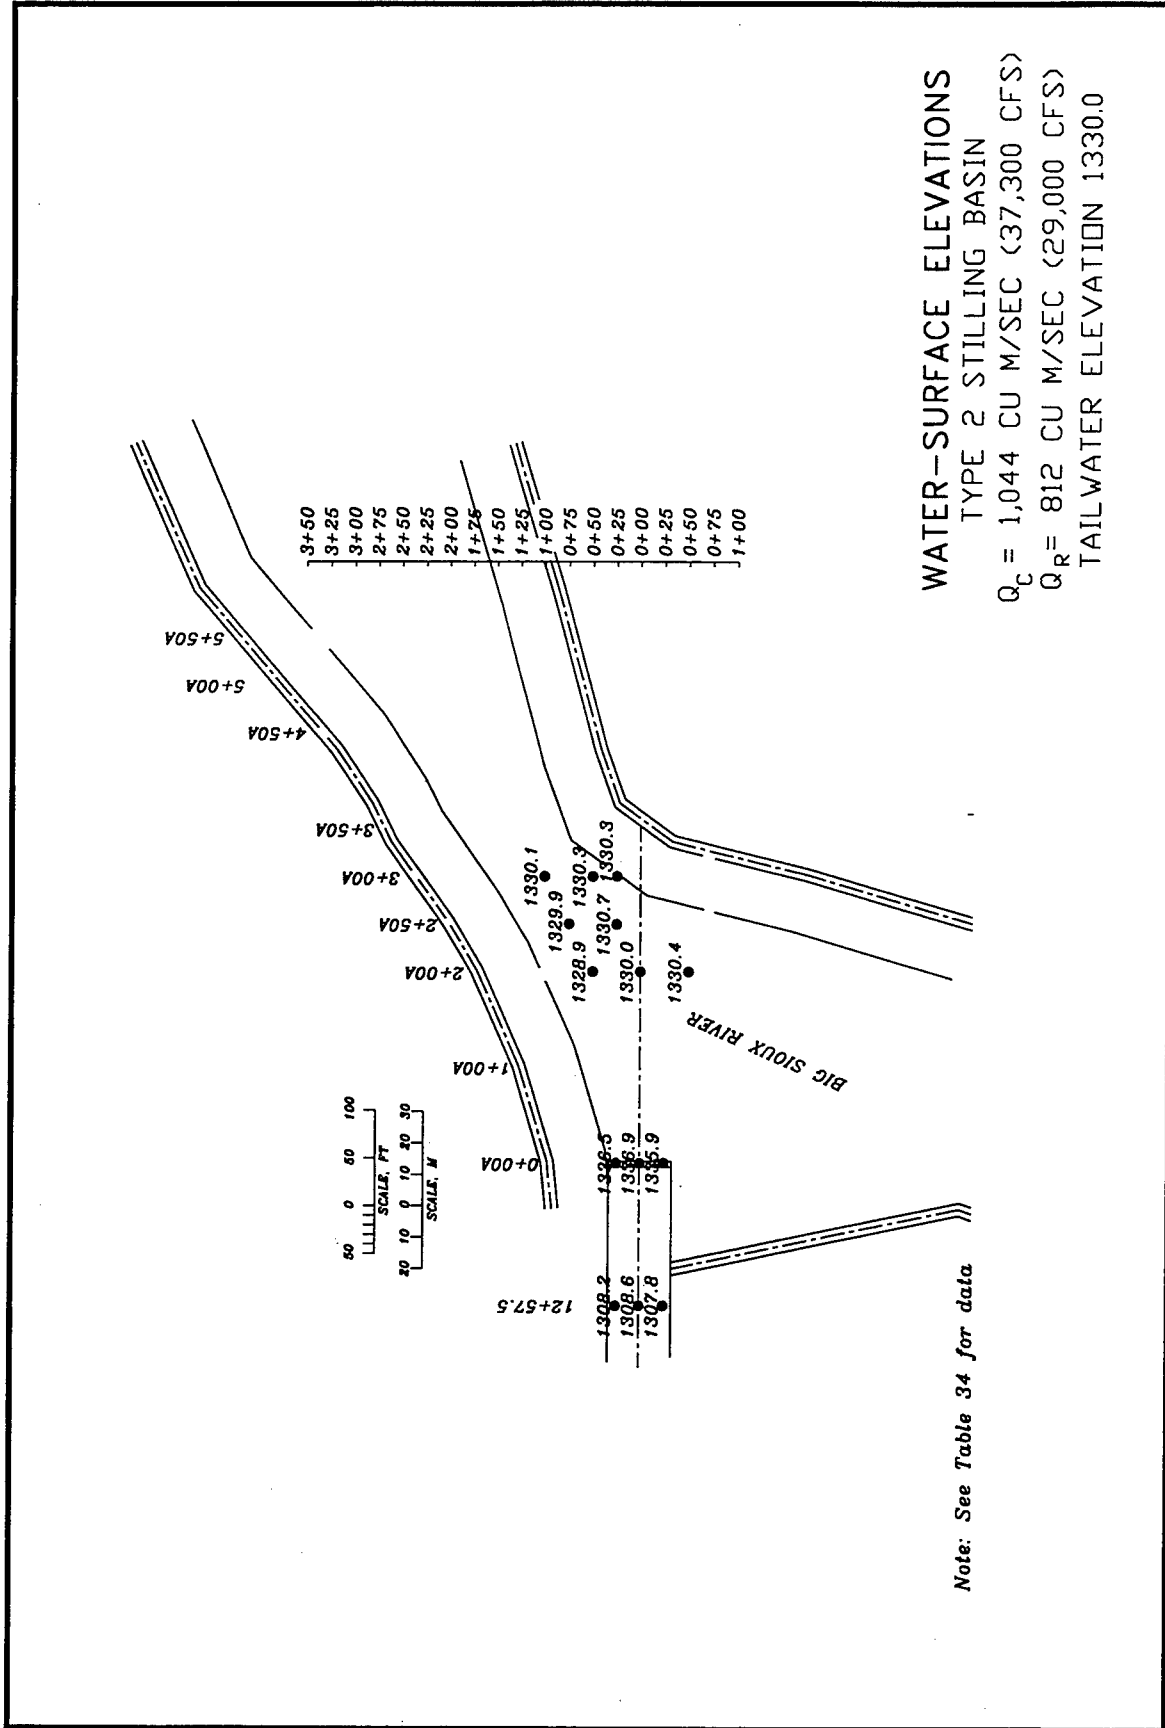 WATER-SURFACE ELEVATIONS
TYPE 2 STILLING BASIN
Q_C = 1,044 CU M/SEC (37,300 CFS)
Q_R = 812 CU M/SEC (29,000 CFS)
TAILWATER ELEVATION 1330.0
3+50
3+25
3+00
2+75
2+50
2+25
2+00
1+75
1+50
1+25
1+00
0+75
0+50
0+25
0+00
0+25
0+50
0+75
1+00
5+50A
5+00A
4+50A
3+50A
3+00A
2+50A
2+00A
1+00A
0+00A
12+57.5
1330.1
1330.3
1330.3
1329.9
1330.7
1328.9
1330.0
1330.4
BIG SIOUX RIVER
1336.9
1335.9
1308.2
1308.6
1307.8
50 0 50 100
SCALE, FT
20 10 0 10 20 30
SCALE, M
Note: See Table 34 for data